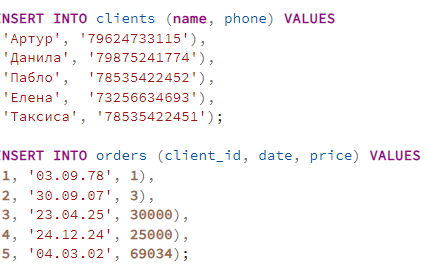 NSERT INTO clients (name, phone) VALUES
'Артур', '79624733115'),
'Данила', '79875241774'),
'Пабло', '78535422452'),
'Елена', '73256634693'),
'Таксиса', '78535422451');
NSERT INTO orders (client_id, date, price) VALUES
1, '03.09.78', 1),
2, '30.09.07', 3),
3, '23.04.25', 30000),
4, '24.12.24', 25000),
5, '04.03.02', 69034);